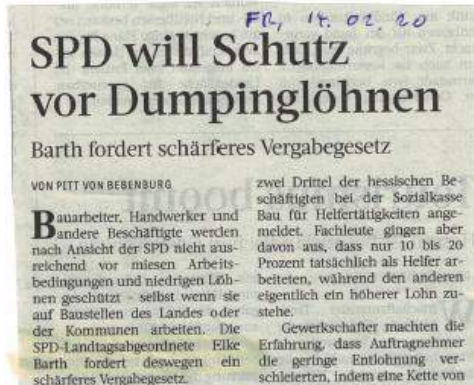 FR, 14. 02 20
SPD will Schutz
vor Dumpinglöhnen
Barth fordert schärferes Vergabegesetz
VON PITT VON BEBENBURG
Bauarbeiter, Handwerker und
andere Beschäftigte werden
nach Ansicht der SPD nicht aus-
reichend vor miesen Arbeits-
bedingungen und niedrigen Löh-
nen geschützt – selbst wenn sie
auf Baustellen des Landes oder
der Kommunen arbeiten. Die
SPD-Landtagsabgeordnete Elke
Barth fordert deswegen ein
schärferes Vergabegesetz.
zwei Drittel der hessischen Be-
schäftigten bei der Sozialkasse
Bau für Helfertätigkeiten ange-
meldet. Fachleute gingen aber
davon aus, dass nur 10 bis 20
Prozent tatsächlich als Helfer ar-
beiteten, während den anderen
eigentlich ein höherer Lohn zu-
stehe.
Gewerkschafter machten die
Erfahrung, dass Auftragnehmer
die geringe Entlohnung ver-
schleierten, indem eine Kette von